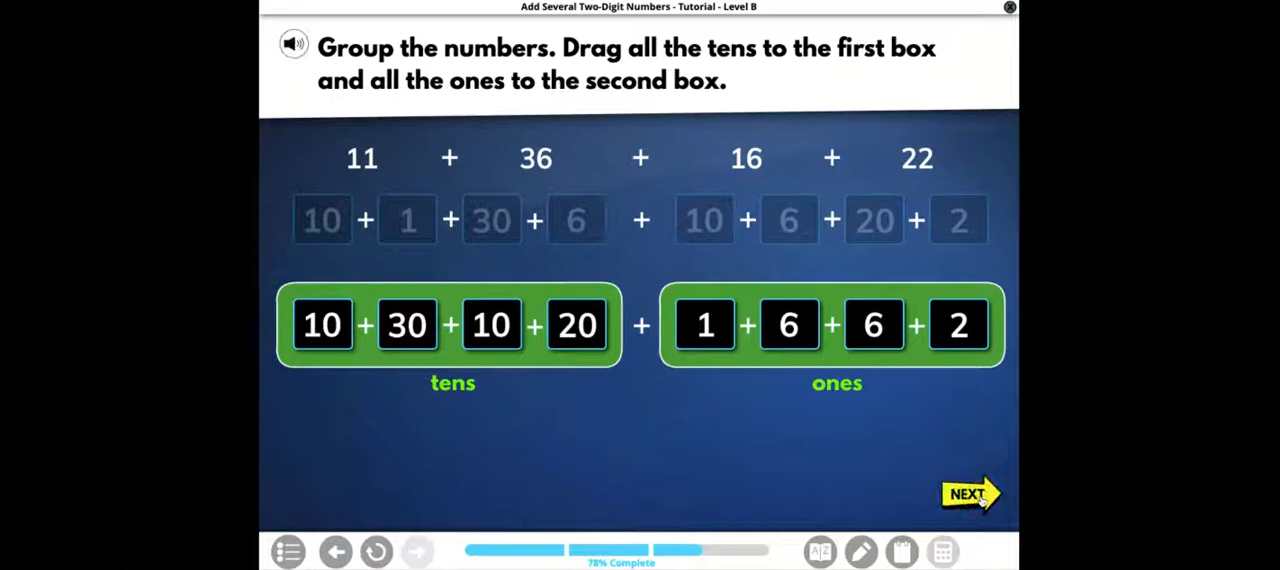 Add Several Two-Digit Numbers - Tutorial - Level B
X
Group the numbers. Drag all the tens to the first box
and all the ones to the second box.
11 + 36 + 16 + 22
10 + 1 + 30 + 6 + 10 + 6 + 20 + 2
10 + 30 + 10 + 20 + 1 + 6 + 6 + 2
tens ones
NEXT
A Z
78% Complete